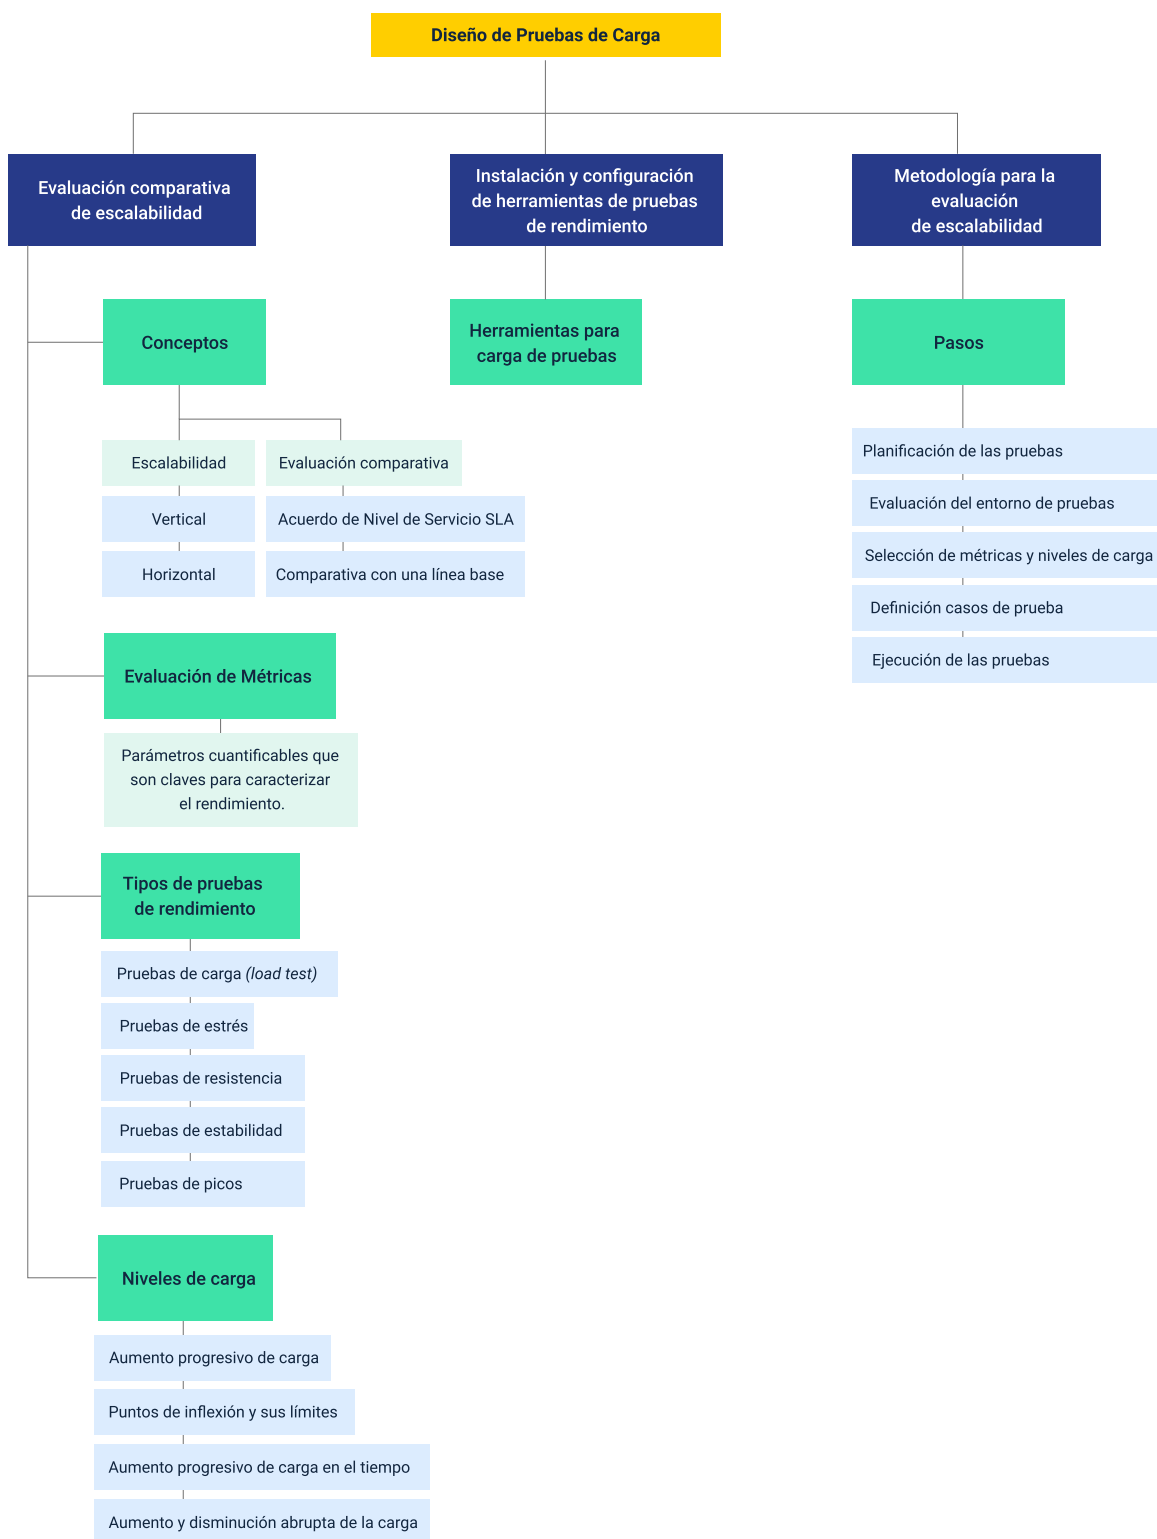 Diseño de Pruebas de Carga
Evaluación comparativa
de escalabilidad
Instalación y configuración
de herramientas de pruebas
de rendimiento
Metodología para la
evaluación
de escalabilidad
Conceptos
Herramientas para
carga de pruebas
Pasos
Escalabilidad
Vertical
Horizontal
Evaluación comparativa
Acuerdo de Nivel de Servicio SLA
Comparativa con una línea base
Planificación de las pruebas
Evaluación del entorno de pruebas
Selección de métricas y niveles de carga
Definición casos de prueba
Ejecución de las pruebas
Evaluación de Métricas
Parámetros cuantificables que
son claves para caracterizar
el rendimiento.
Tipos de pruebas
de rendimiento
Pruebas de carga (load test)
Pruebas de estrés
Pruebas de resistencia
Pruebas de estabilidad
Pruebas de picos
Niveles de carga
Aumento progresivo de carga
Puntos de inflexión y sus límites
Aumento progresivo de carga en el tiempo
Aumento y disminución abrupta de la carga